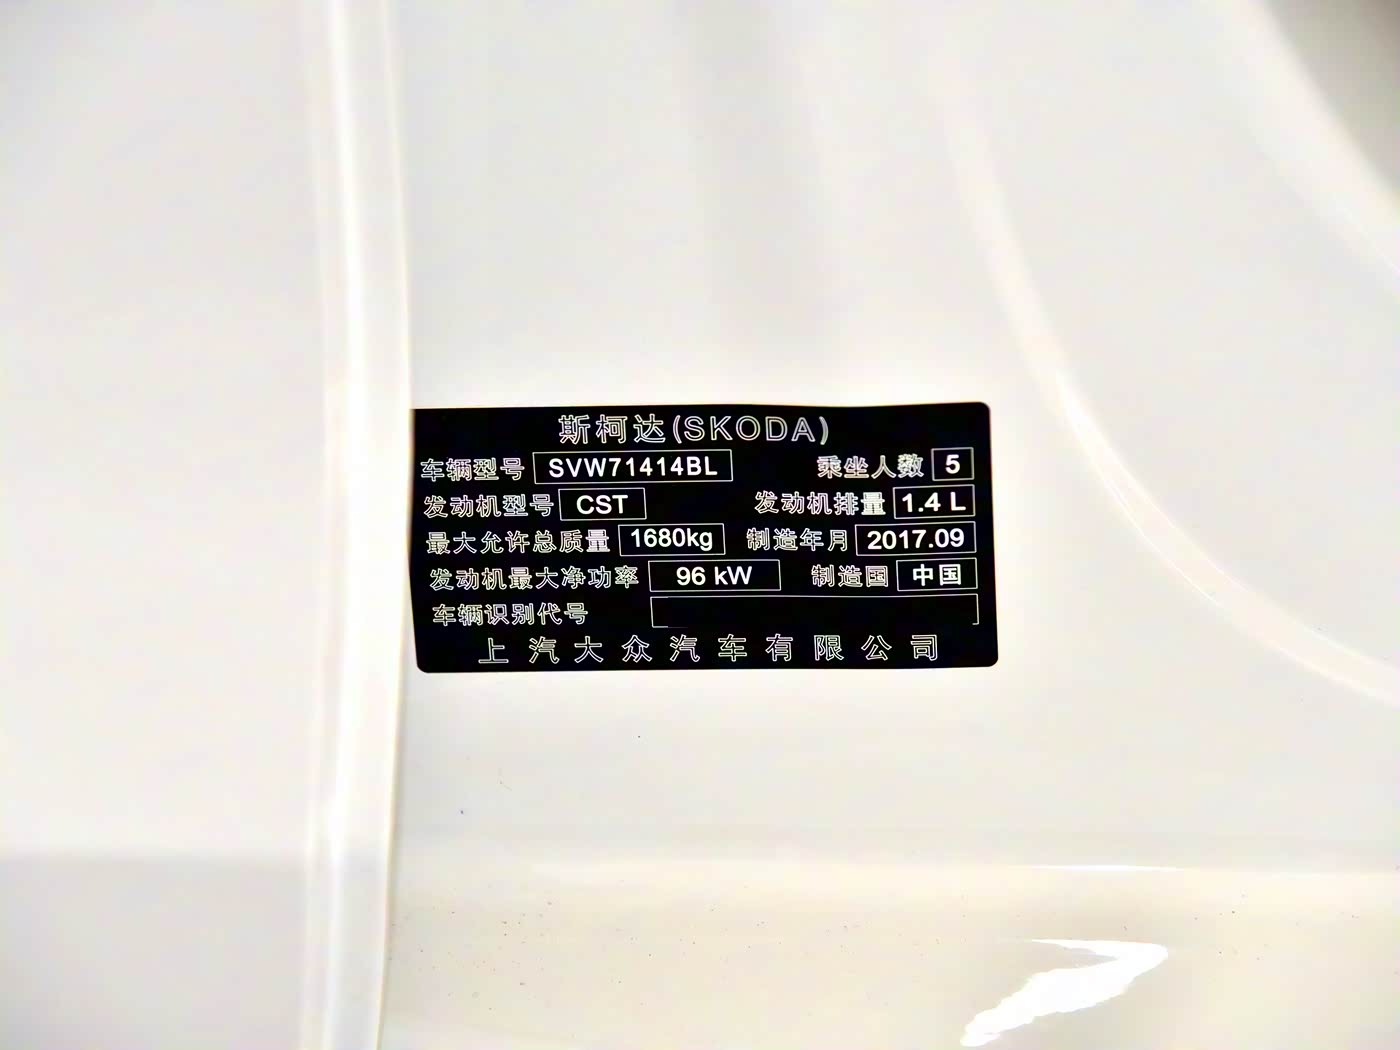 斯柯达(SKODA)
车辆型号 SVW71414BL 乘坐人数 5
发动机型号 CST 发动机排量 1.4 L
最大允许总质量 1680kg 制造年月 2017.09
发动机最大净功率 96 kW 制造国 中国
车辆识别代号
上汽大众汽车有限公司